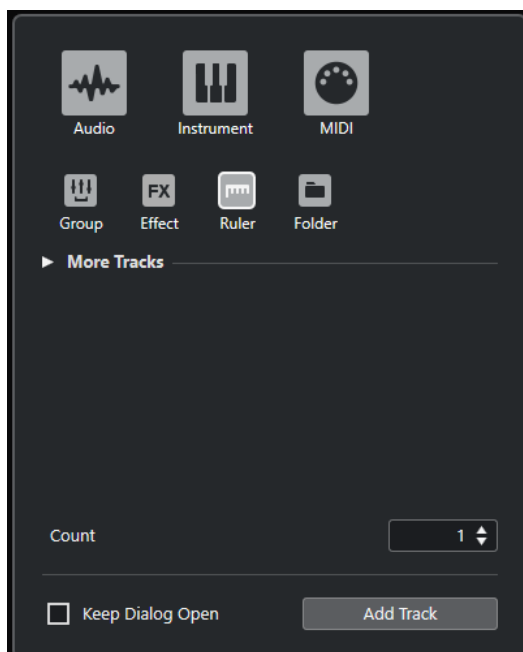 Audio Instrument MIDI
FX
Group Effect Ruler Folder
More Tracks
Count 1
Keep Dialog Open Add Track